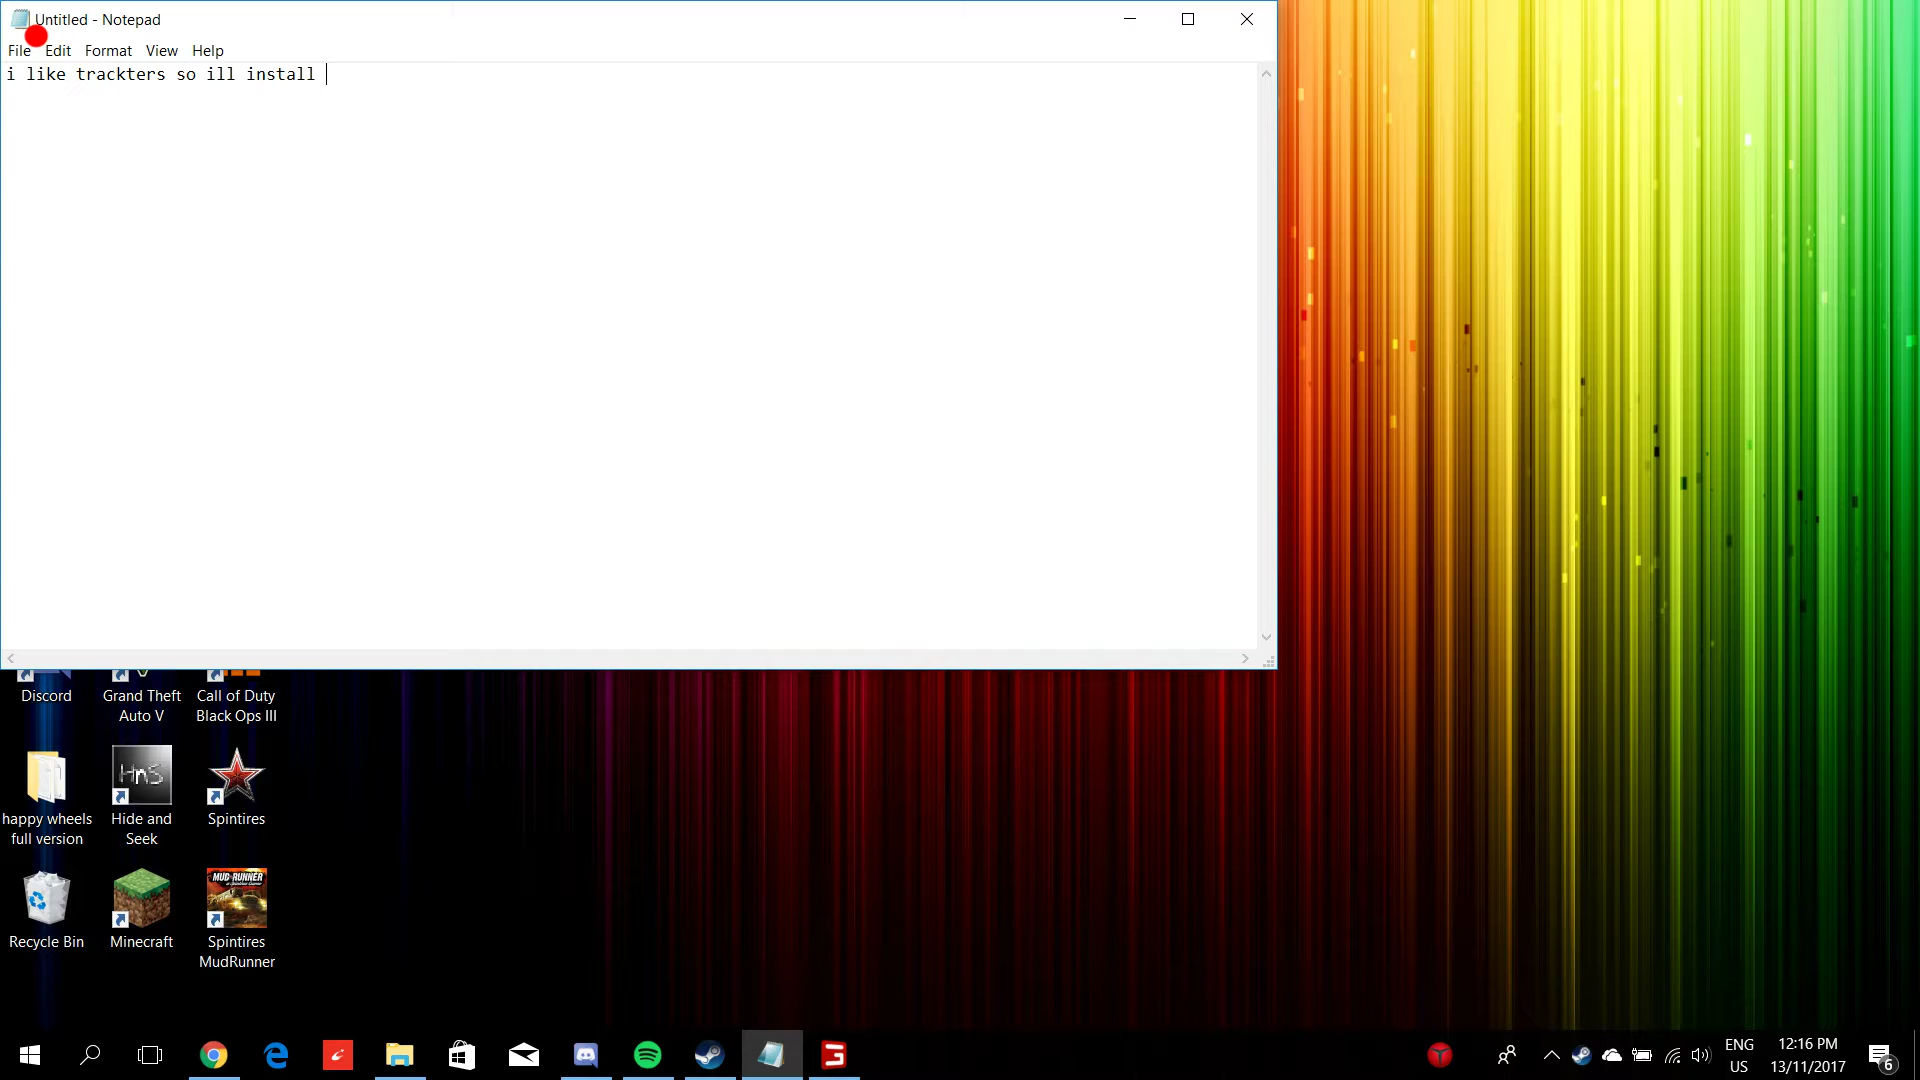 Untitled - Notepad
File Edit Format View Help
i like trackters so ill install
Discord
Grand Theft
Auto V
Call of Duty
Black Ops III
happy wheels
full version
HnS
Hide and
Seek
Spintires
MUDRUNNER
Recycle Bin
Minecraft
Spintires
MudRunner
ENG
US
12:16 PM
13/11/2017
6